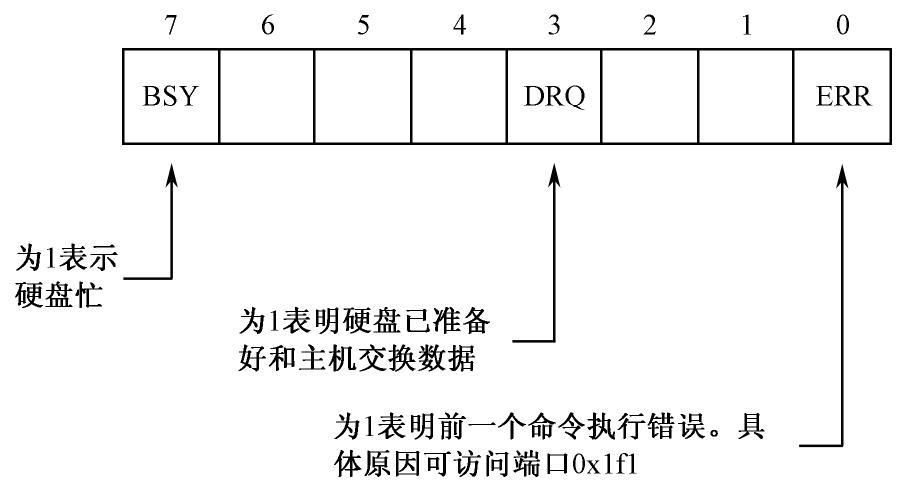 7 6 5 4 3 2 1 0
BSY DRQ ERR
为1表示
硬盘忙
为1表明硬盘已准备
好和主机交换数据
为1表明前一个命令执行错误。具
体原因可访问端口0x1f1